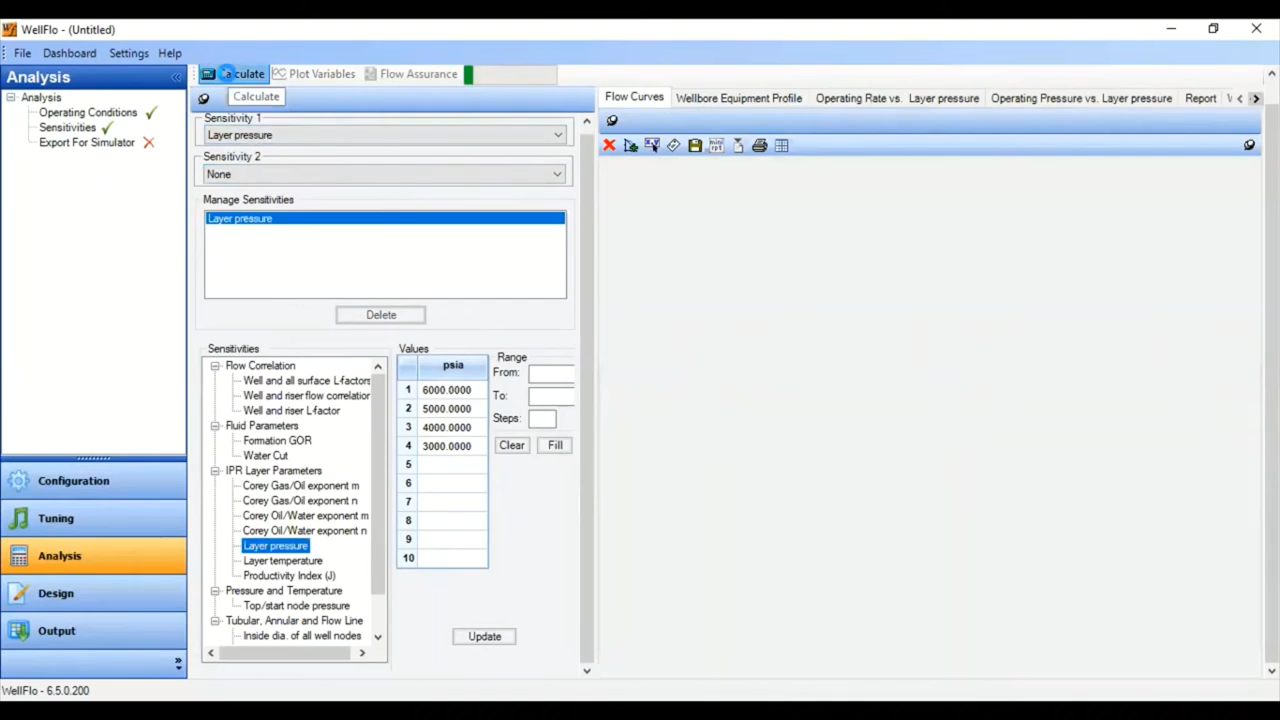 WellFlo - (Untitled)
File Dashboard Settings Help
Analysis
Analysis
Operating Conditions
Sensitivities
Export For Simulator
Configuration
Tuning
Analysis
Design
Output
Plot Variables Flow Assurance
Calculate
Sensitivity 1
Layer pressure
Sensitivity 2
None
Manage Sensitivities
Layer pressure
Delete
Sensitivities
Flow Correlation
Well and all surface L-factors
Well and riser flow correlation
Well and riser L-factor
Fluid Parameters
Formation GOR
Water Cut
IPR Layer Parameters
Corey Gas/Oil exponent m
Corey Gas/Oil exponent n
Corey Oil/Water exponent m
Corey Oil/Water exponent n
Layer pressure
Layer temperature
Productivity Index (J)
Pressure and Temperature
Top/start node pressure
Tubular, Annular and Flow Line
Inside dia. of all well nodes
Values
psia
1 6000.0000
2 5000.0000
3 4000.0000
4 3000.0000
5
6
7
8
9
10
Range
From:
To:
Steps:
Clear Fill
Update
Flow Curves Wellbore Equipment Profile Operating Rate vs. Layer pressure Operating Pressure vs. Layer pressure Report
WellFlo - 6.5.0.200